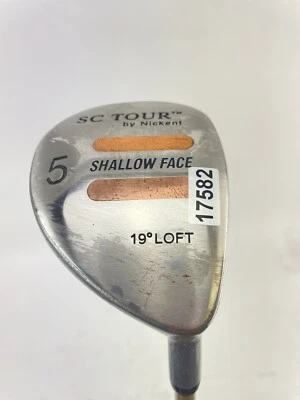 SC TOUR™
by Nickent
5
SHALLOW FACE
17582
19° LOFT